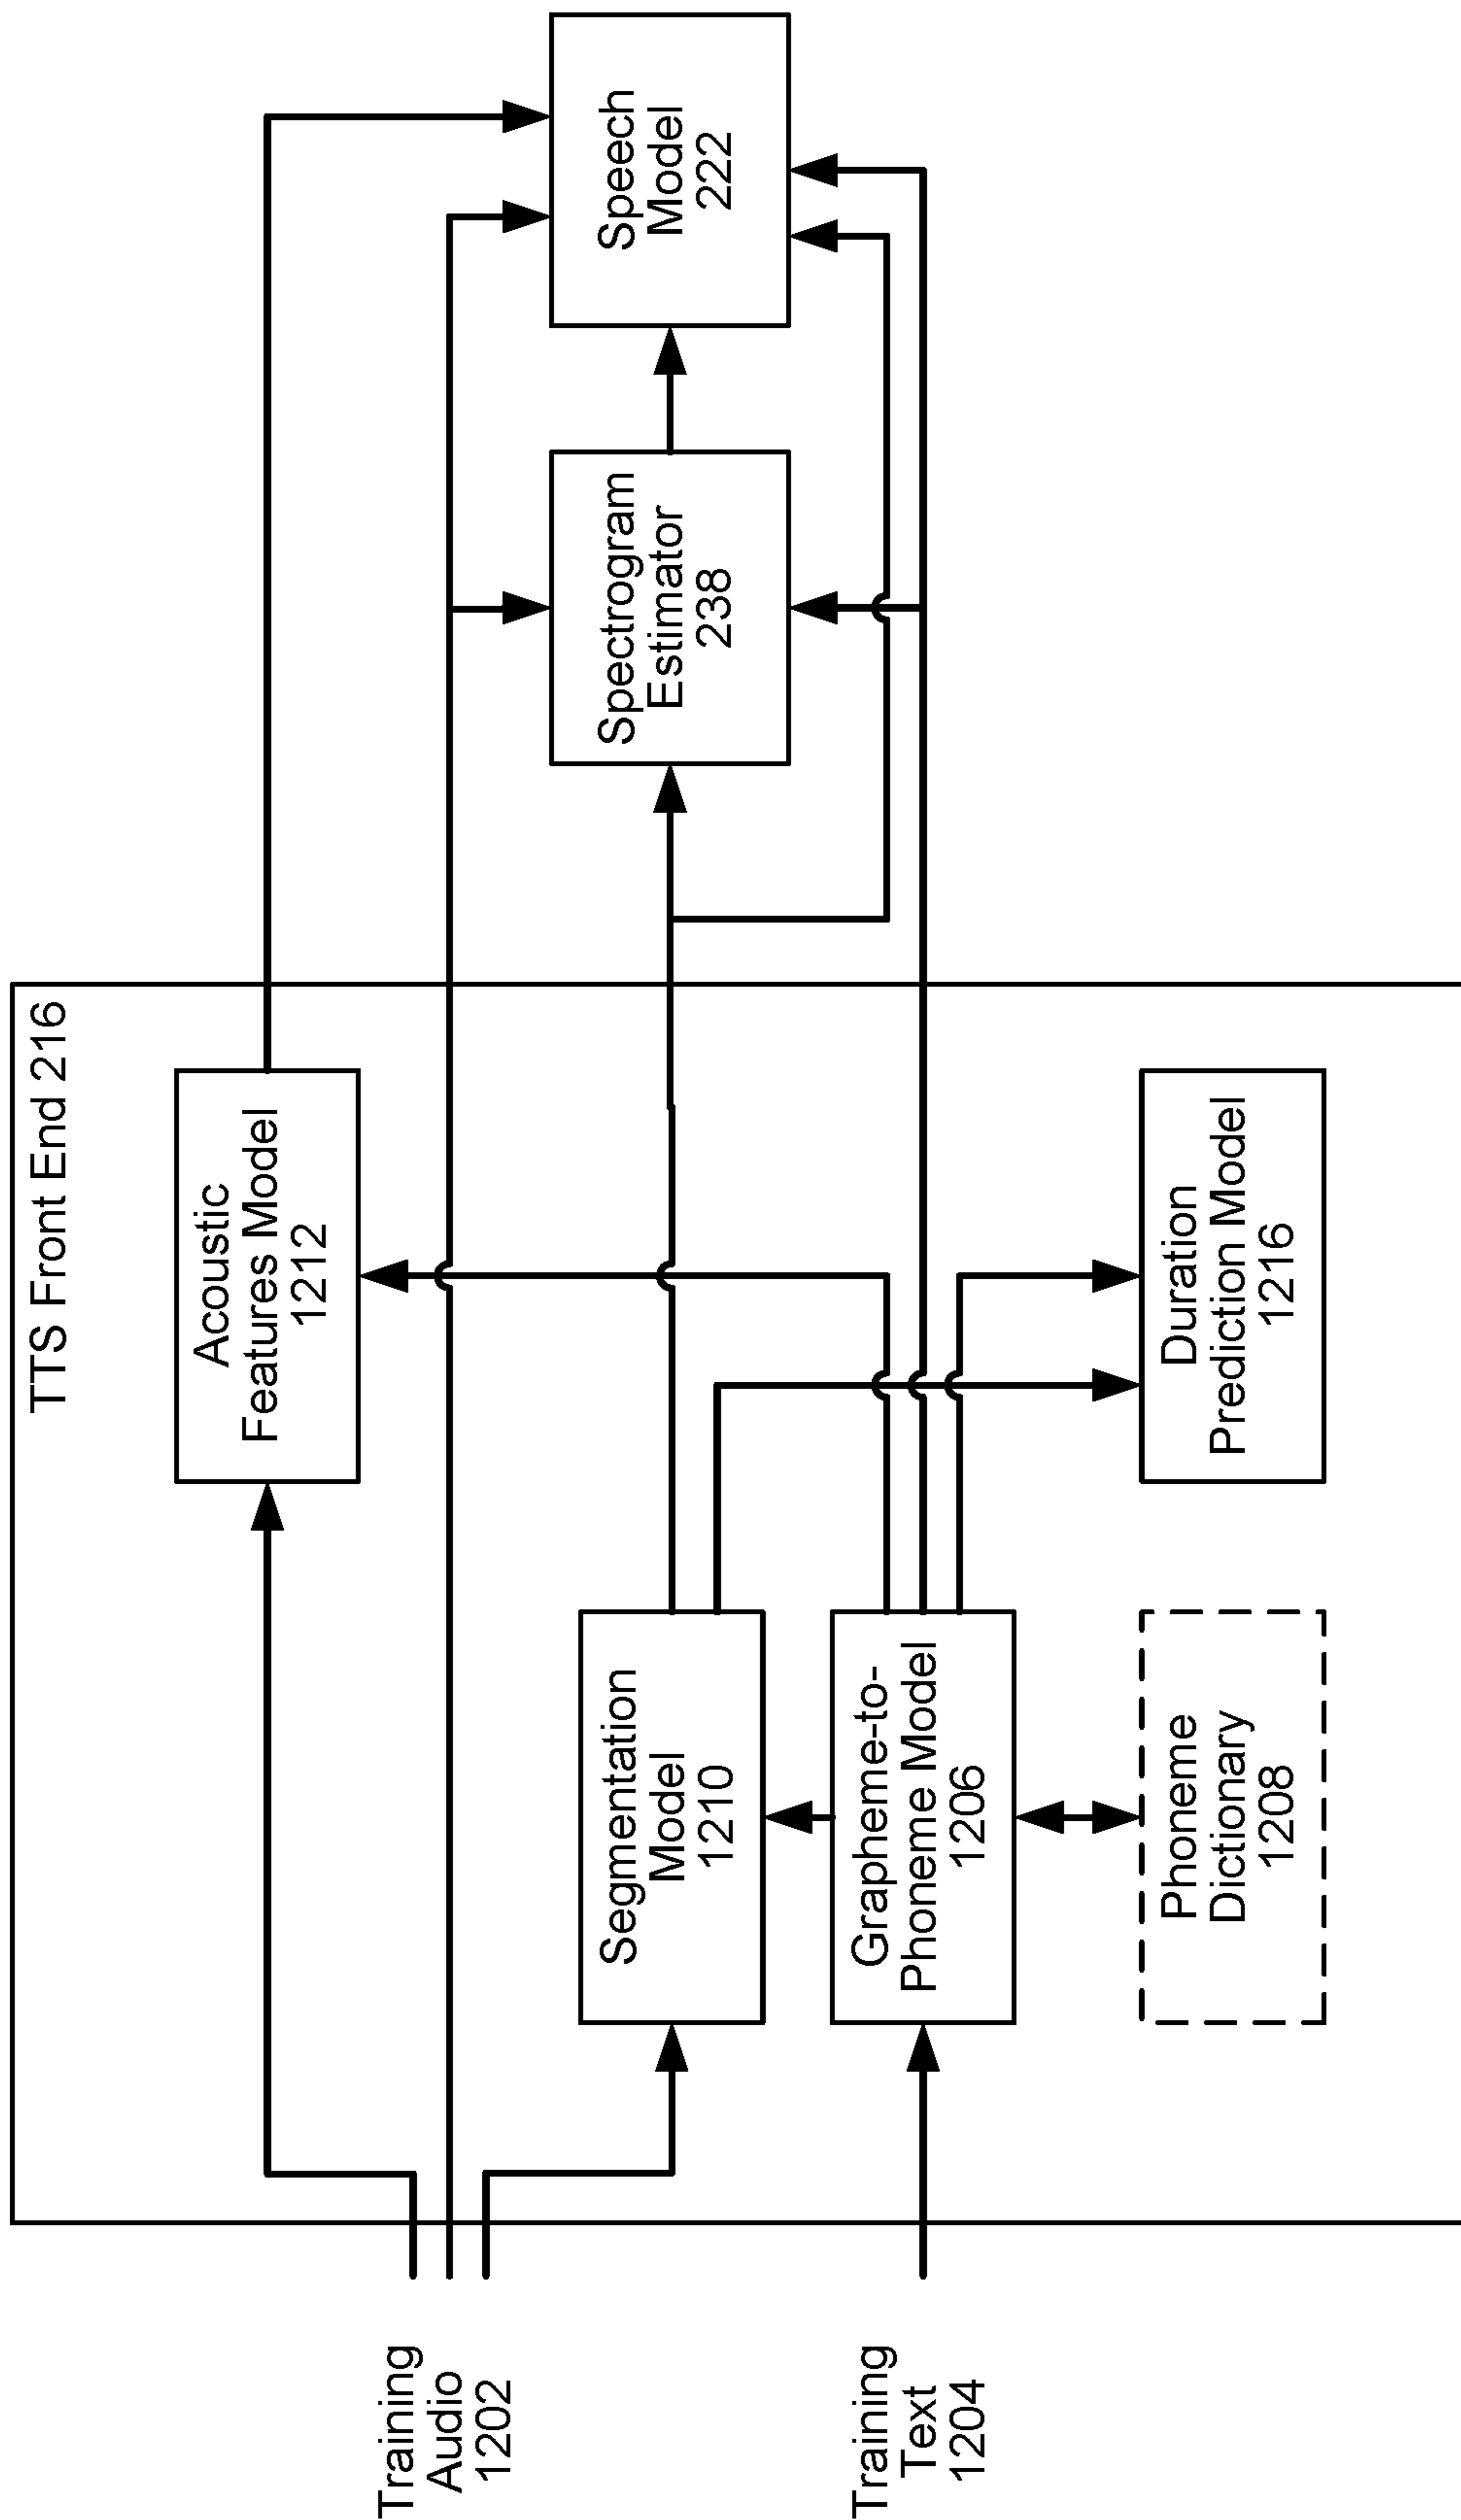 TTS Front End 216
Training
Audio
1202
Acoustic
Features Model
1212
Segmentation
Model
1210
Spectrogram
Estimator
238
Speech
Model
222
Training
Text
1204
Grapheme-to-
Phoneme Model
1206
Phoneme
Dictionary
1208
Duration
Prediction Model
1216